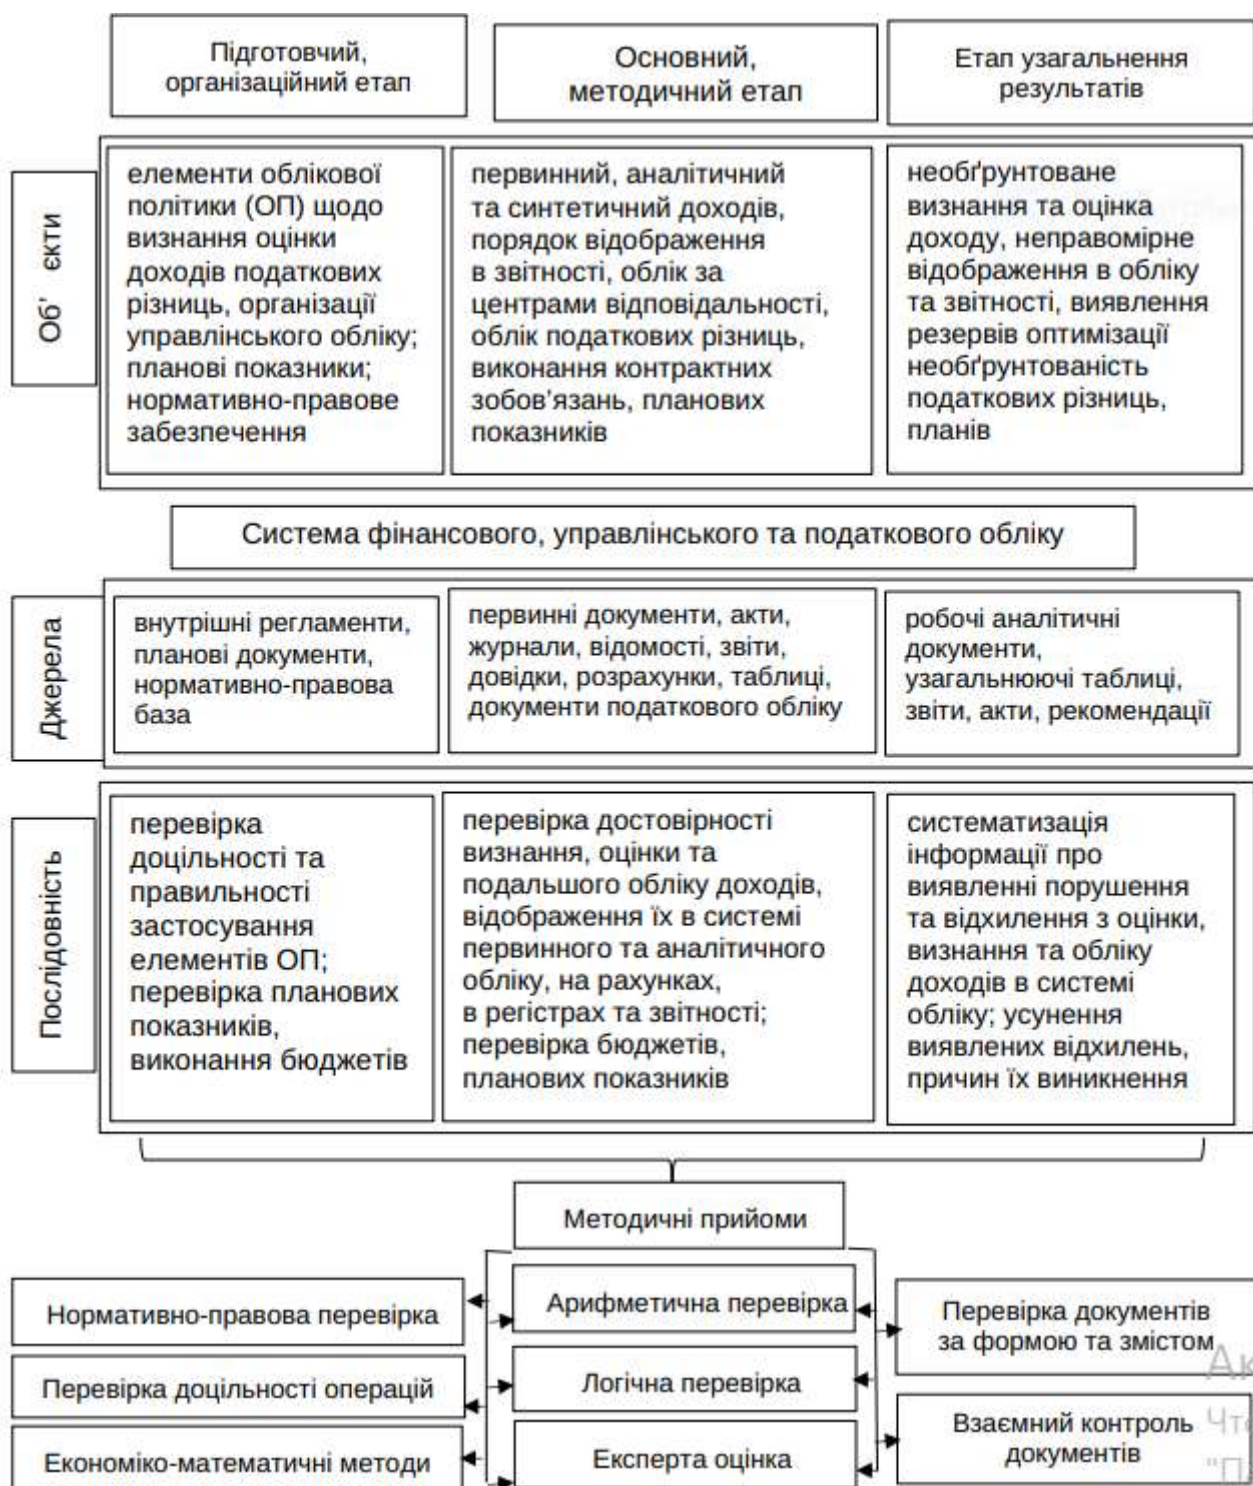 Підготовчий,
організаційний етап
Основний,
методичний етап
Етап узагальнення
результатів
Об' єкти
елементи облікової
політики (ОП) щодо
визнання оцінки
доходів податкових
різниць, організації
управлінського обліку;
планові показники;
нормативно-правове
забезпечення
первинний, аналітичний
та синтетичний доходів,
порядок відображення
в звітності, облік за
центрами відповідальності,
облік податкових різниць,
виконання контрактних
зобов’язань, планових
показників
необґрунтоване
визнання та оцінка
доходу, неправомірне
відображення в обліку
та звітності, виявлення
резервів оптимізації
необґрунтованість
податкових різниць,
планів
Система фінансового, управлінського та податкового обліку
Джерела
внутрішні регламенти,
планові документи,
нормативно-правова
база
первинні документи, акти,
журнали, відомості, звіти,
довідки, розрахунки, таблиці,
документи податкового обліку
робочі аналітичні
документи,
узагальнюючі таблиці,
звіти, акти, рекомендації
Послідовність
перевірка
доцільності та
правильності
застосування
елементів ОП;
перевірка планових
показників,
виконання бюджетів
перевірка достовірності
визнання, оцінки та
подальшого обліку доходів,
відображення їх в системі
первинного та аналітичного
обліку, на рахунках,
в регістрах та звітності;
перевірка бюджетів,
планових показників
систематизація
інформації про
виявленні порушення
та відхилення з оцінки,
визнання та обліку
доходів в системі
обліку; усунення
виявлених відхилень,
причин їх виникнення
Методичні прийоми
Нормативно-правова перевірка
Перевірка доцільності операцій
Економіко-математичні методи
Арифметична перевірка
Логічна перевірка
Експерта оцінка
Перевірка документів
за формою та змістом
Взаємний контроль
документів